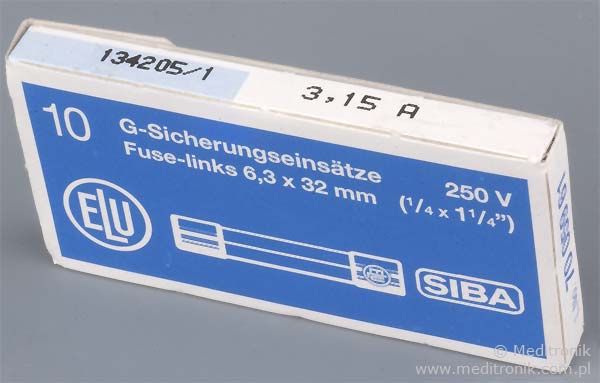 134205/1
3,15 A
10
G-Sicherungseinsätze
Fuse-links 6,3 x 32 mm
250 V
(1/4 x 1 1/4")
ELU
SIBA
© Meditronik
www.meditronik.com.pl